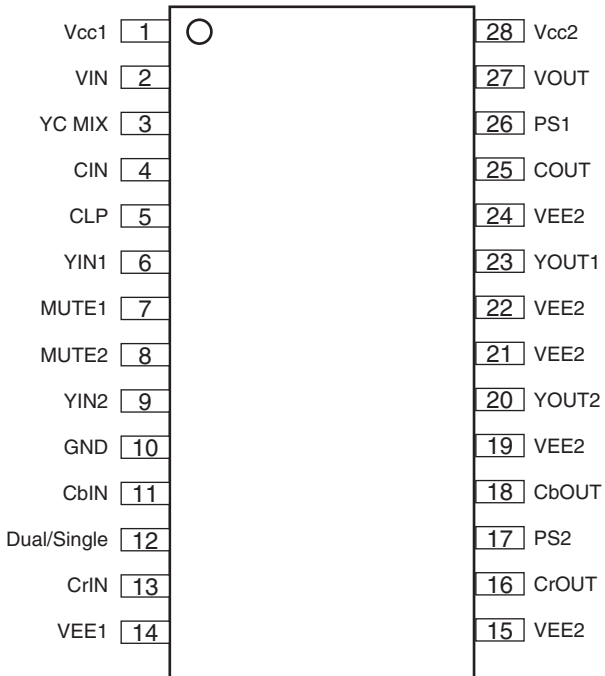 Vcc1 1 28 Vcc2
VIN 2 27 VOUT
YC MIX 3 26 PS1
CIN 4 25 COUT
CLP 5 24 VEE2
YIN1 6 23 YOUT1
MUTE1 7 22 VEE2
MUTE2 8 21 VEE2
YIN2 9 20 YOUT2
GND 10 19 VEE2
CbIN 11 18 CbOUT
Dual/Single 12 17 PS2
CrIN 13 16 CrOUT
VEE1 14 15 VEE2